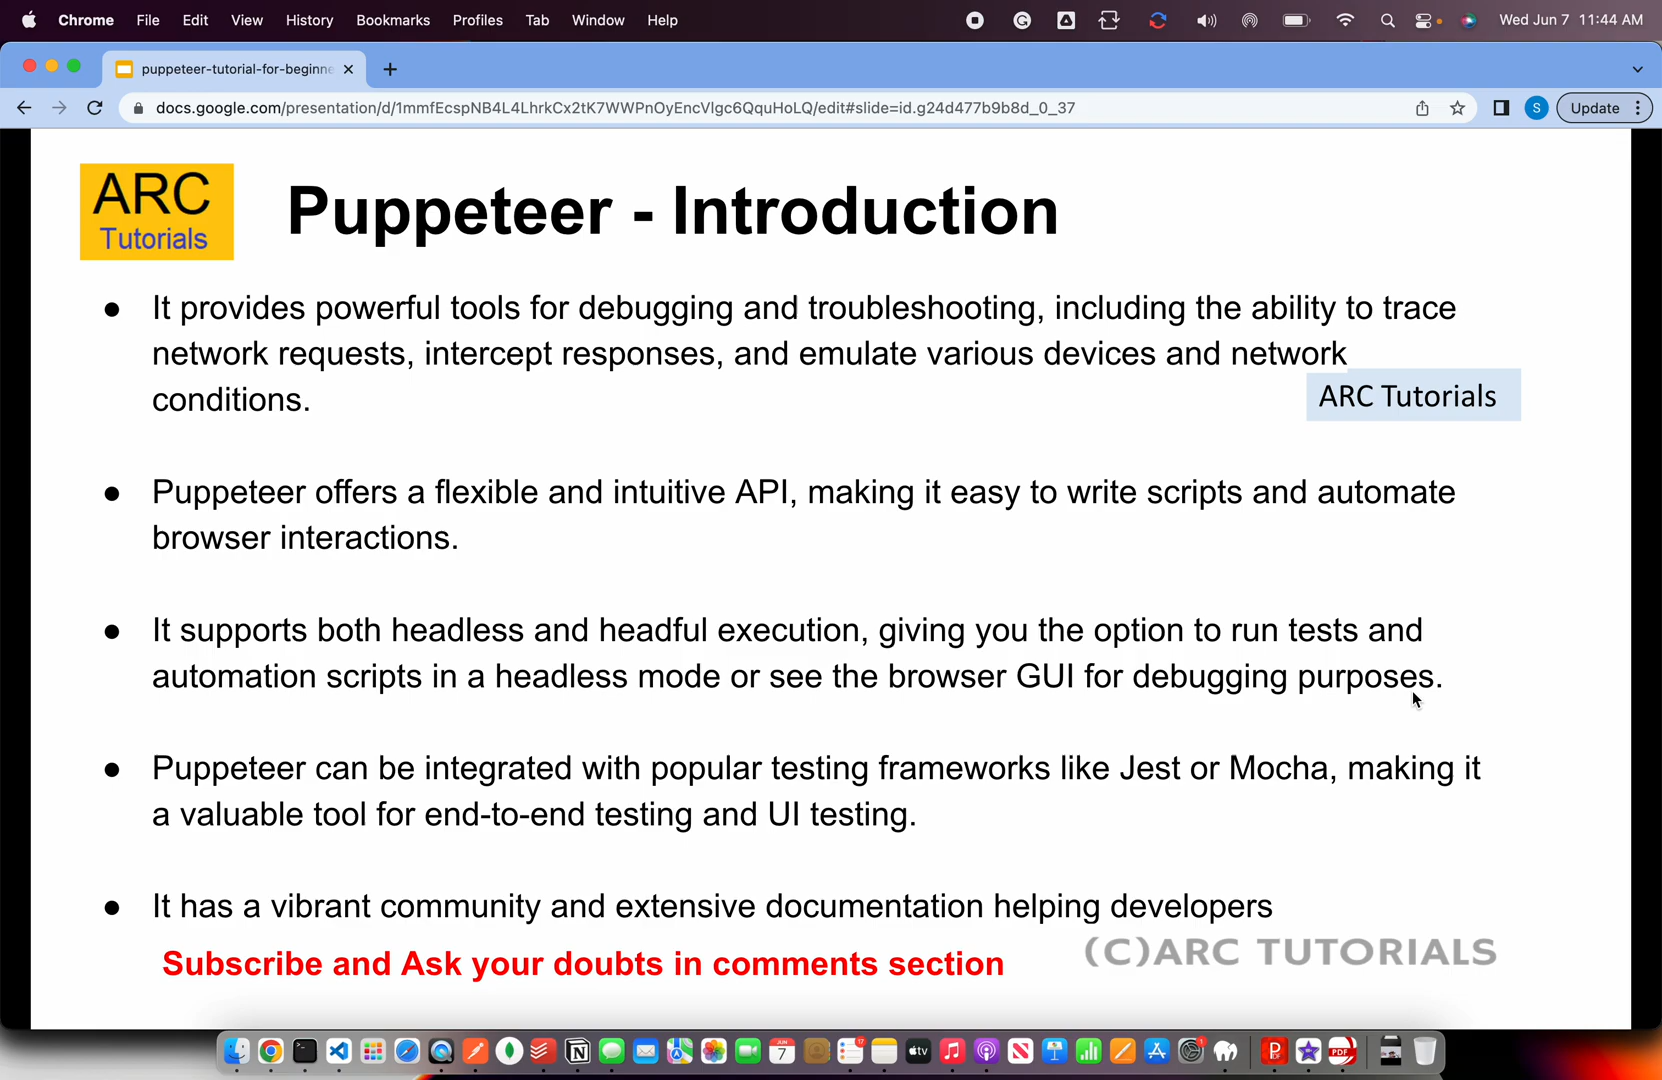 Chrome File Edit View History Bookmarks Profiles Tab Window Help Wed Jun 7 11:44 AM
puppeteer-tutorial-for-beginne
docs.google.com/presentation/d/1mmfEcspNB4L4LhrkCx2tK7WWPnOyEncVlgc6QquHoLQ/edit#slide=id.g24d477b9b8d_0_37 S Update
ARC
Tutorials
Puppeteer - Introduction
● It provides powerful tools for debugging and troubleshooting, including the ability to trace
network requests, intercept responses, and emulate various devices and network
conditions.
ARC Tutorials
● Puppeteer offers a flexible and intuitive API, making it easy to write scripts and automate
browser interactions.
● It supports both headless and headful execution, giving you the option to run tests and
automation scripts in a headless mode or see the browser GUI for debugging purposes.
● Puppeteer can be integrated with popular testing frameworks like Jest or Mocha, making it
a valuable tool for end-to-end testing and UI testing.
● It has a vibrant community and extensive documentation helping developers
Subscribe and Ask your doubts in comments section
(C)ARC TUTORIALS
JUN
7
17
tv
1
PDF